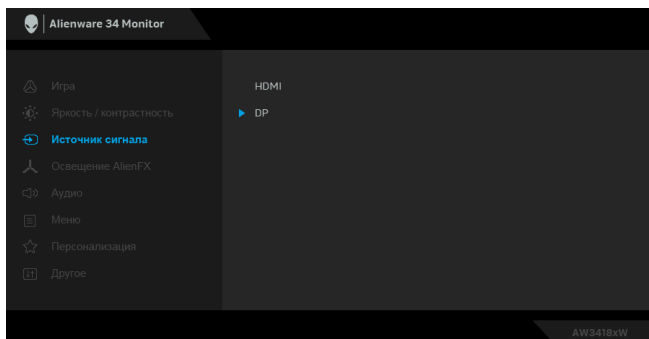 Alienware 34 Monitor
Игра
HDMI
Яркость / контрастность
DP
Источник сигнала
Освещение AlienFX
Аудио
Меню
Персонализация
Другое
AW3418xW